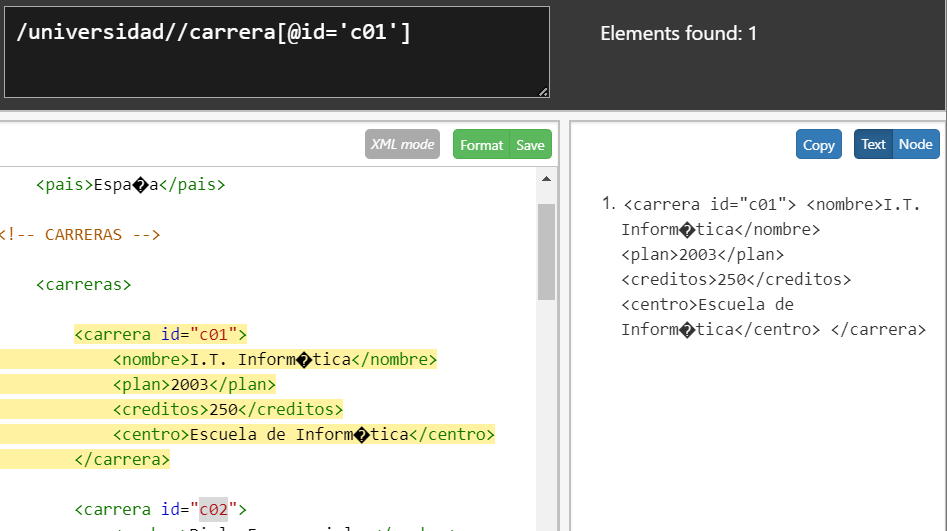 /universidad//carrera[@id='c01']
Elements found: 1
XML mode
Format
Save
Copy
Text
Node
<pais>Espa�a</pais>
<!-- CARRERAS -->
<carreras>
<carrera id="c01">
<nombre>I.T. Inform�tica</nombre>
<plan>2003</plan>
<creditos>250</creditos>
<centro>Escuela de Inform�tica</centro>
</carrera>
<carrera id="c02">
1. <carrera id="c01"> <nombre>I.T.
Inform�tica</nombre>
<plan>2003</plan>
<creditos>250</creditos>
<centro>Escuela de
Inform�tica</centro> </carrera>